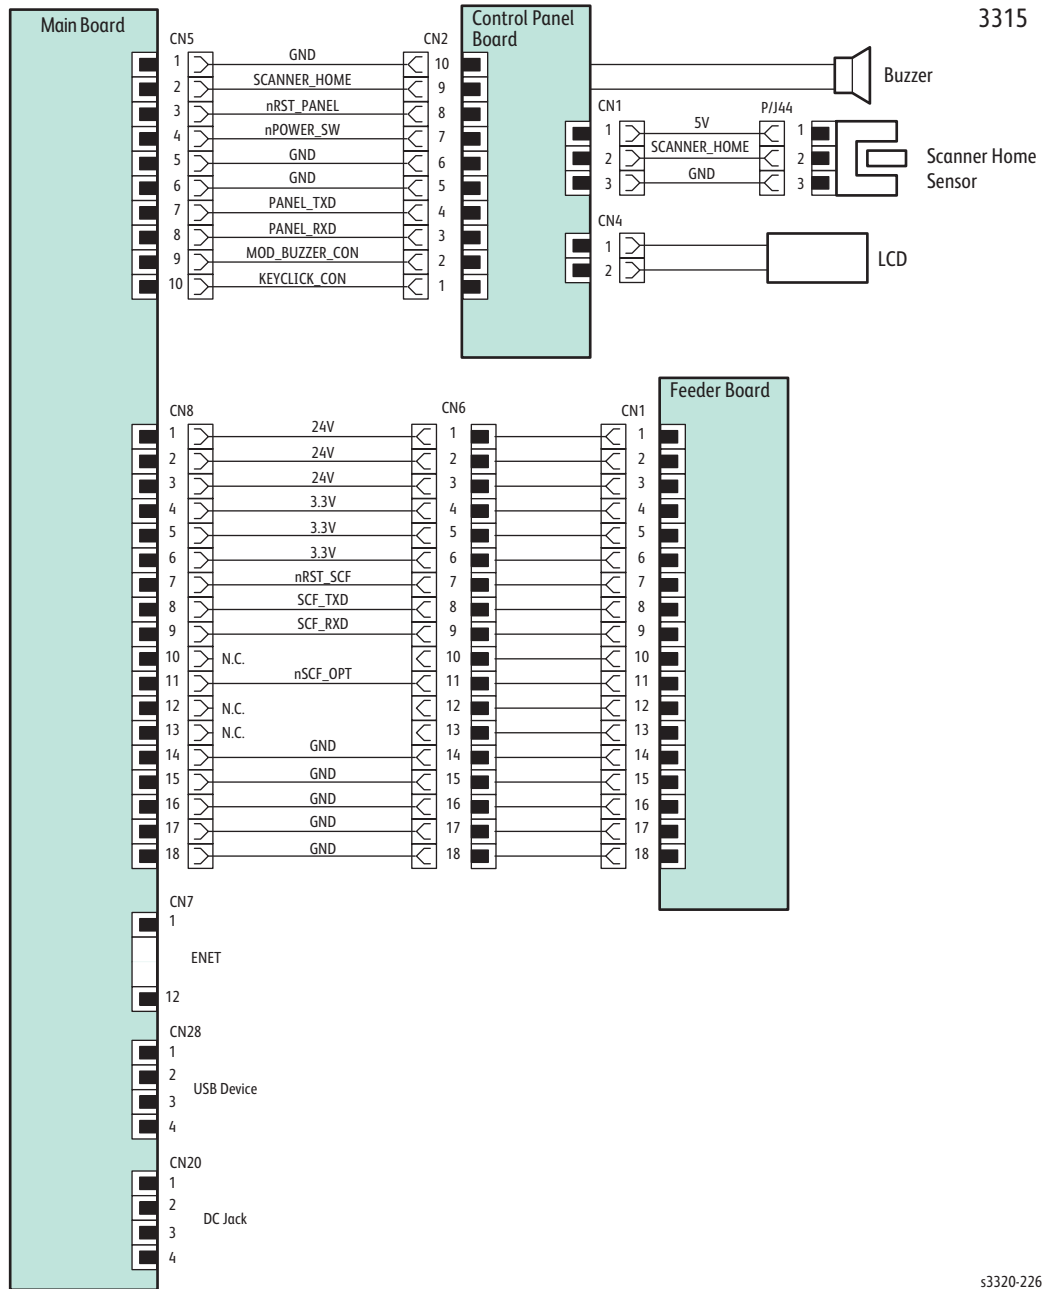 Main Board
Control Panel
Board
3315
CN5
CN2
1 GND 10
2 SCANNER_HOME 9
3 nRST_PANEL 8
4 nPOWER_SW 7
5 GND 6
6 GND 5
7 PANEL_TXD 4
8 PANEL_RXD 3
9 MOD_BUZZER_CON 2
10 KEYCLICK_CON 1
Buzzer
CN1
P/J44
1 5V 1
2 SCANNER_HOME 2
3 GND 3
Scanner Home
Sensor
CN4
1
2
LCD
Feeder Board
CN8
CN6
CN1
1 24V 1 1
2 24V 2 2
3 24V 3 3
4 3.3V 4 4
5 3.3V 5 5
6 3.3V 6 6
7 nRST_SCF 7 7
8 SCF_TXD 8 8
9 SCF_RXD 9 9
10 N.C. 10 10
11 nSCF_OPT 11 11
12 N.C. 12 12
13 N.C. 13 13
14 GND 14 14
15 GND 15 15
16 GND 16 16
17 GND 17 17
18 GND 18 18
CN7
1
ENET
12
CN28
1
2
USB Device
3
4
CN20
1
2
DC Jack
3
4
s3320-226